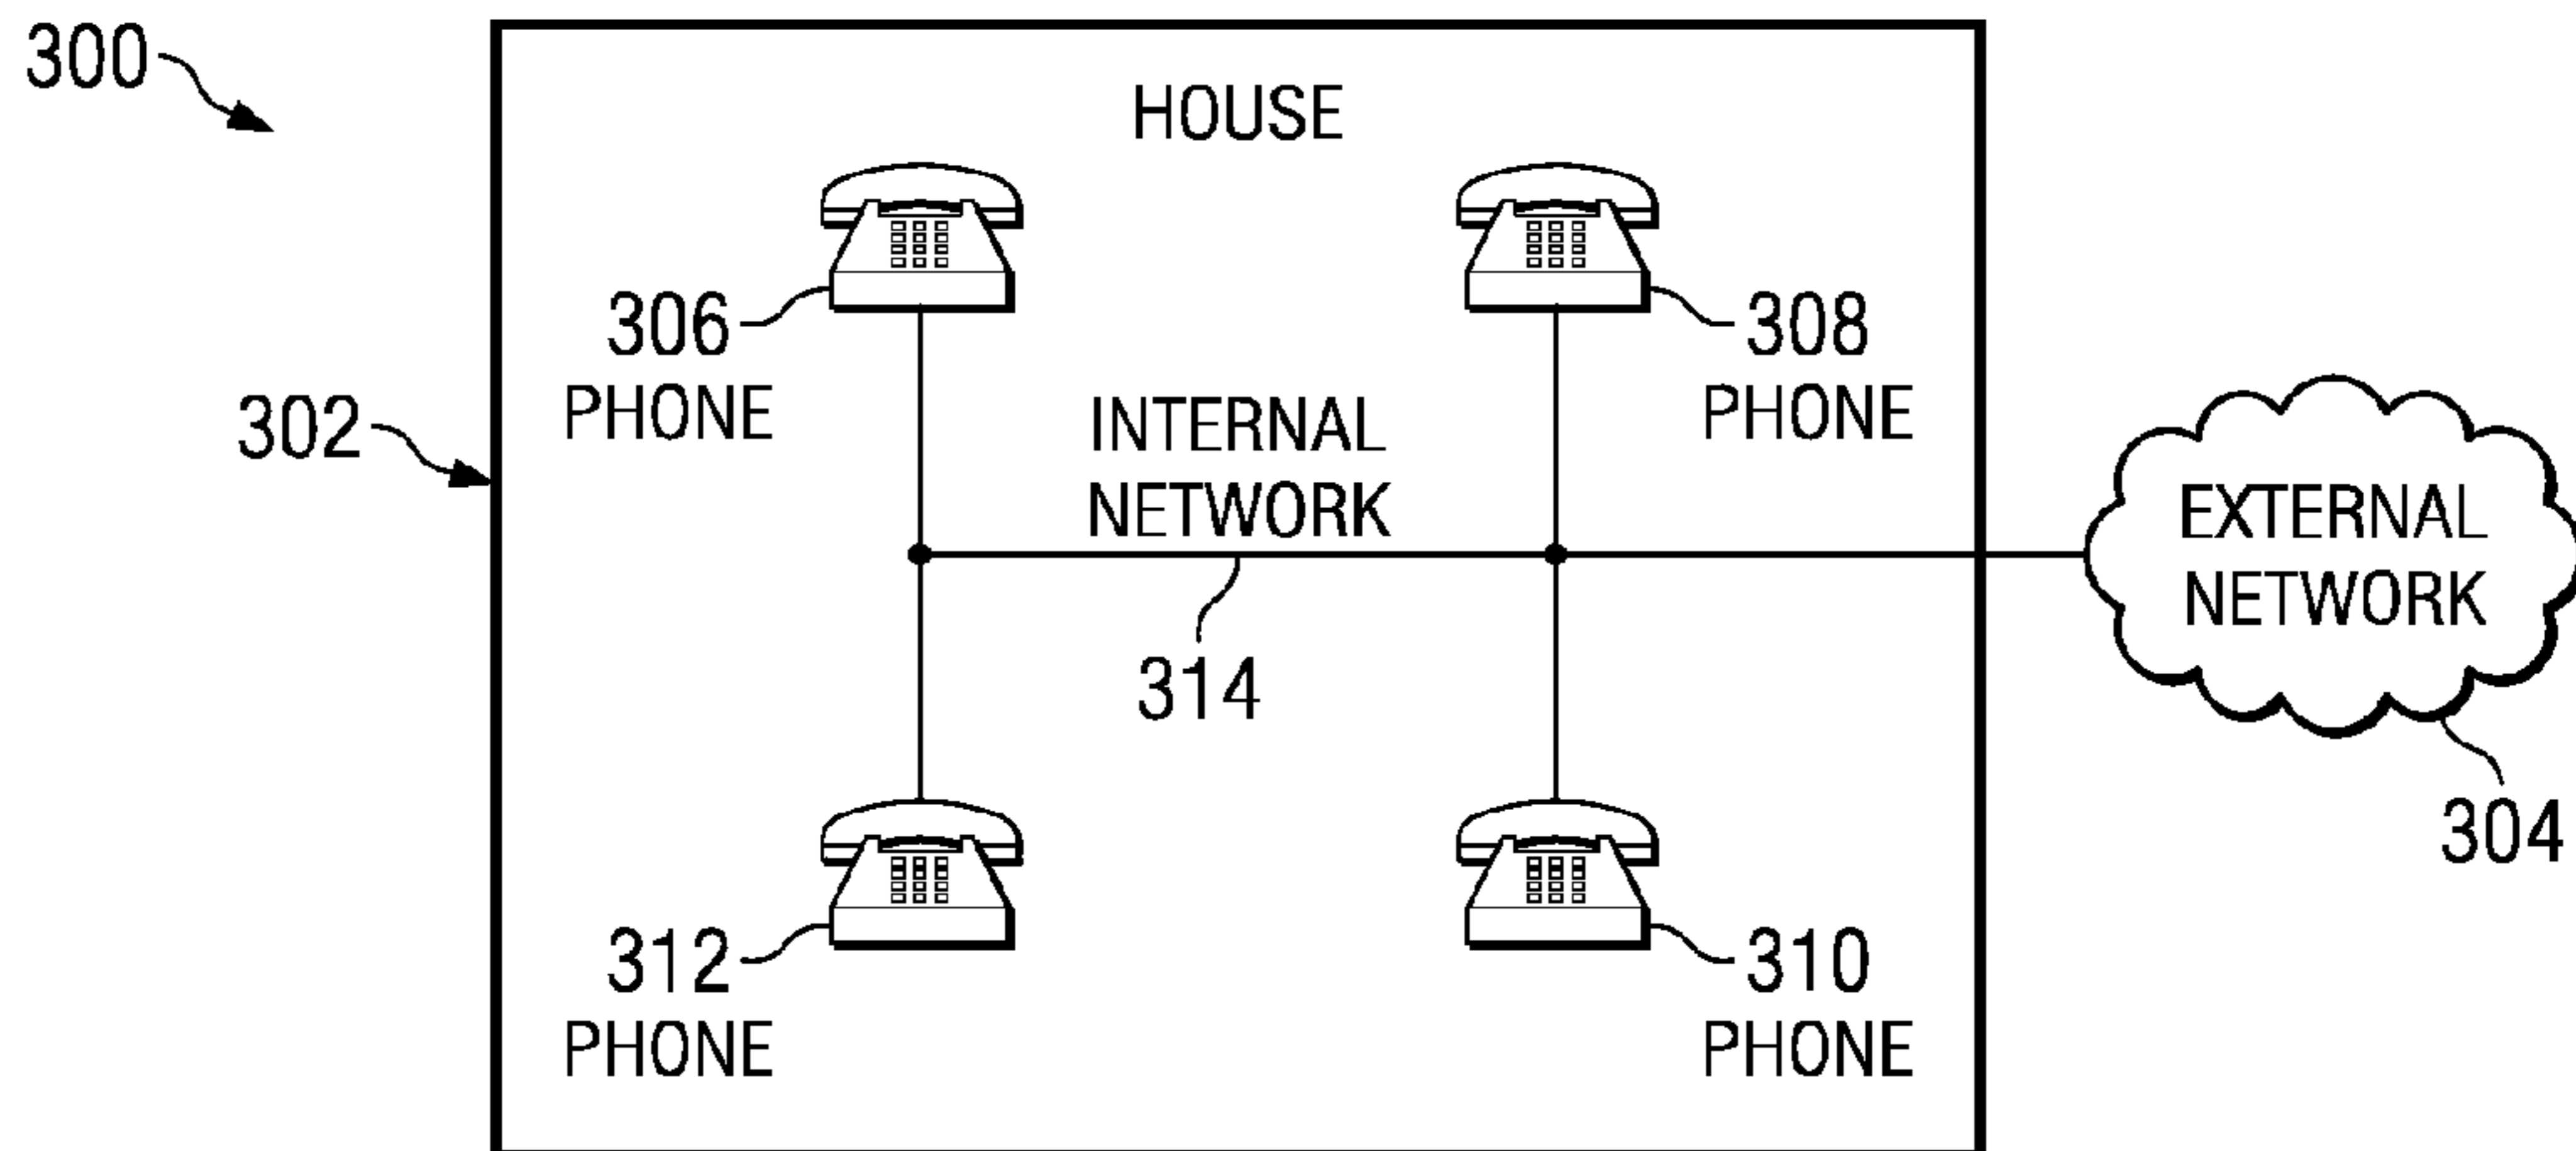 300
HOUSE
306
PHONE
308
PHONE
302
INTERNAL
NETWORK
314
EXTERNAL
NETWORK
304
312
PHONE
310
PHONE